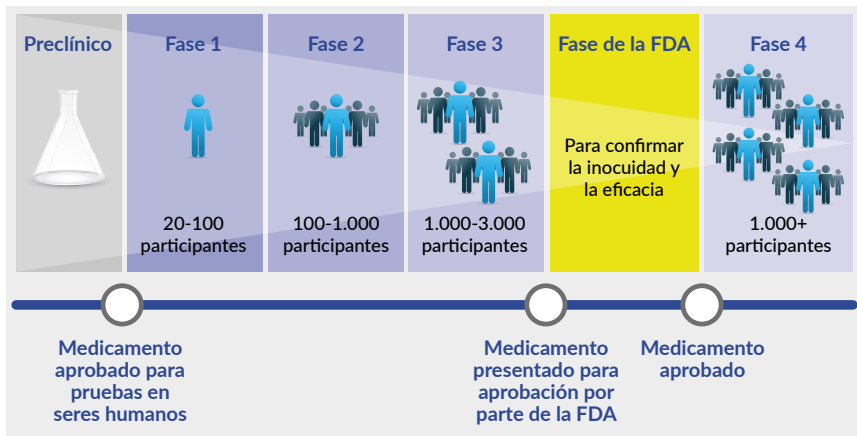 Preclínico
Fase 1
Fase 2
Fase 3
Fase de la FDA
Fase 4
20-100
participantes
100-1.000
participantes
1.000-3.000
participantes
Para confirmar
la inocuidad y
la eficacia
1.000+
participantes
Medicamento
aprobado para
pruebas en
seres humanos
Medicamento
presentado para
aprobación por
parte de la FDA
Medicamento
aprobado